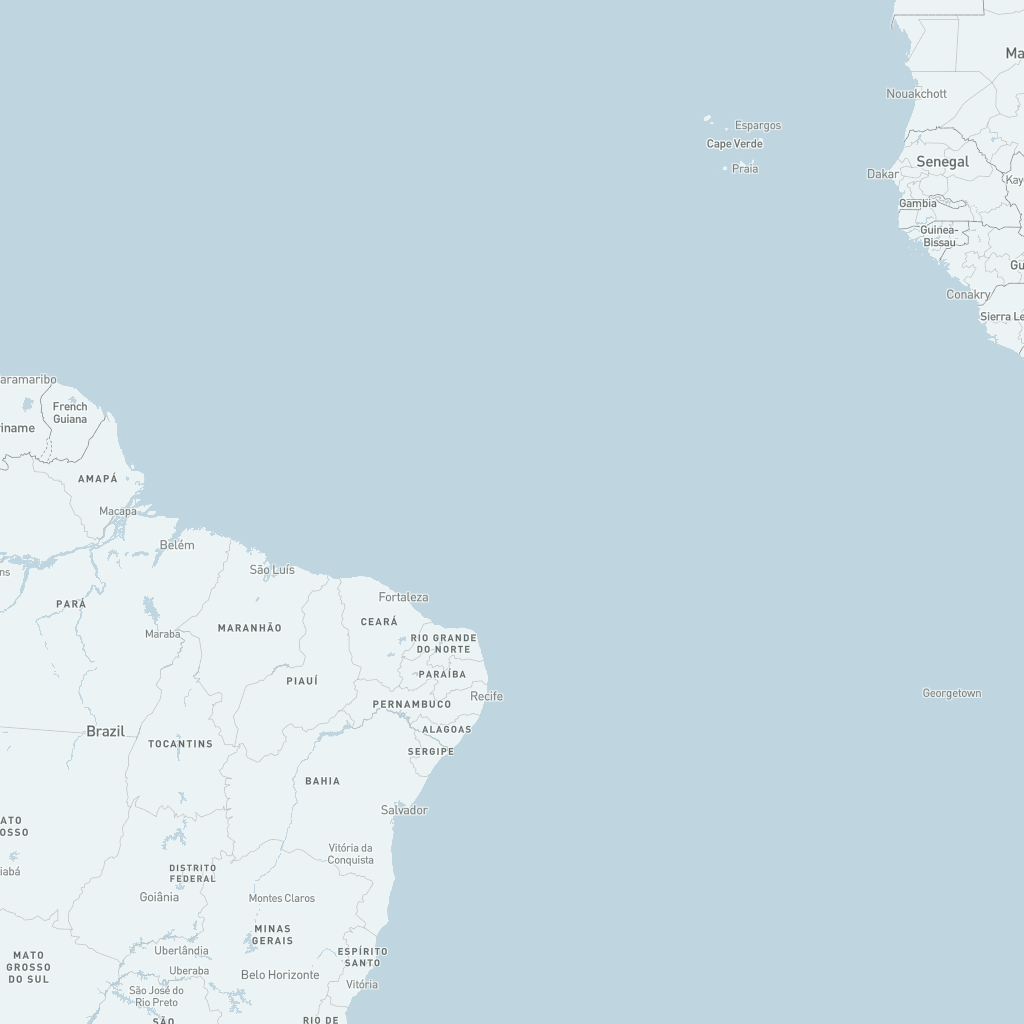 Ma
Nouakchott
Espargos
Cape Verde
Senegal
Praia
Dakar
Kay
Gambia
Guinea-
Bissau
Gu
Conakry
Sierra Le
aramaribo
French
Guiana
riname
AMAPÁ
Macapa
Belém
São Luís
ns
Fortaleza
PARÁ
CEARÁ
MARANHÃO
Marabá
RIO GRANDE
DO NORTE
PARAÍBA
PIAUÍ
Recife
Georgetown
PERNAMBUCO
Brazil
ALAGOAS
TOCANTINS
SERGIPE
BAHIA
Salvador
ATO
OSSO
Vitória da
Conquista
iabá
DISTRITO
FEDERAL
Goiânia
Montes Claros
MINAS
GERAIS
Uberlândia
ESPÍRITO
SANTO
MATO
GROSSO
DO SUL
Uberaba
Belo Horizonte
Vitória
São José do
Rio Preto
SÃO
RIO DE